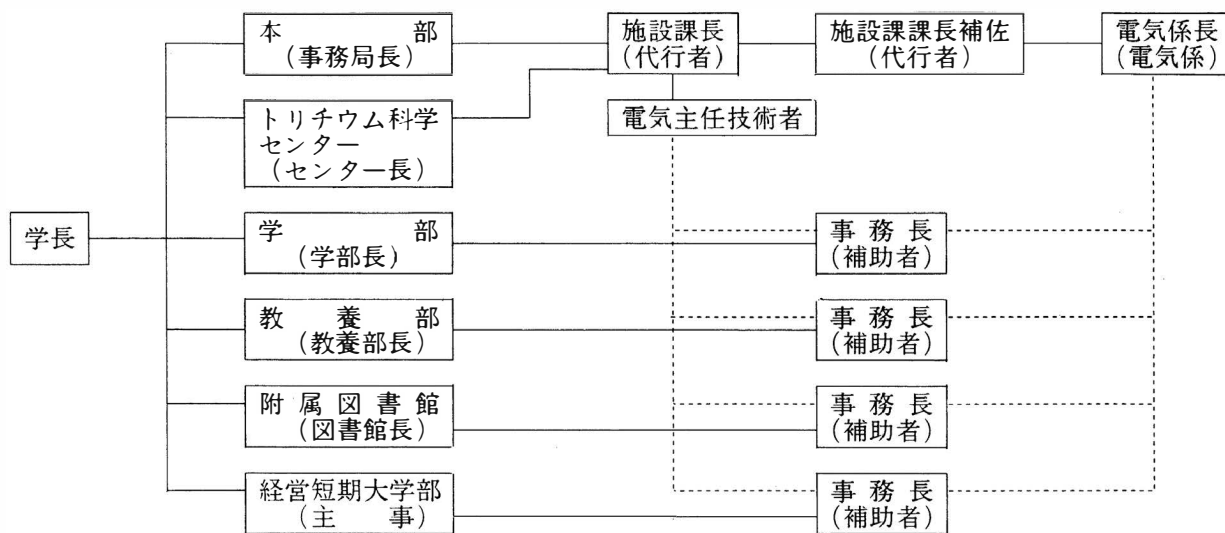 本部
(事務局長)
施設課長
(代行者)
施設課課長補佐
(代行者)
電気係長
(電気係)
トリチウム科学
センター
(センター長)
電気主任技術者
学長
学部
(学部長)
事務長
(補助者)
教養部
(教養部長)
事務長
(補助者)
附属図書館
(図書館長)
事務長
(補助者)
経営短期大学部
(主事)
事務長
(補助者)